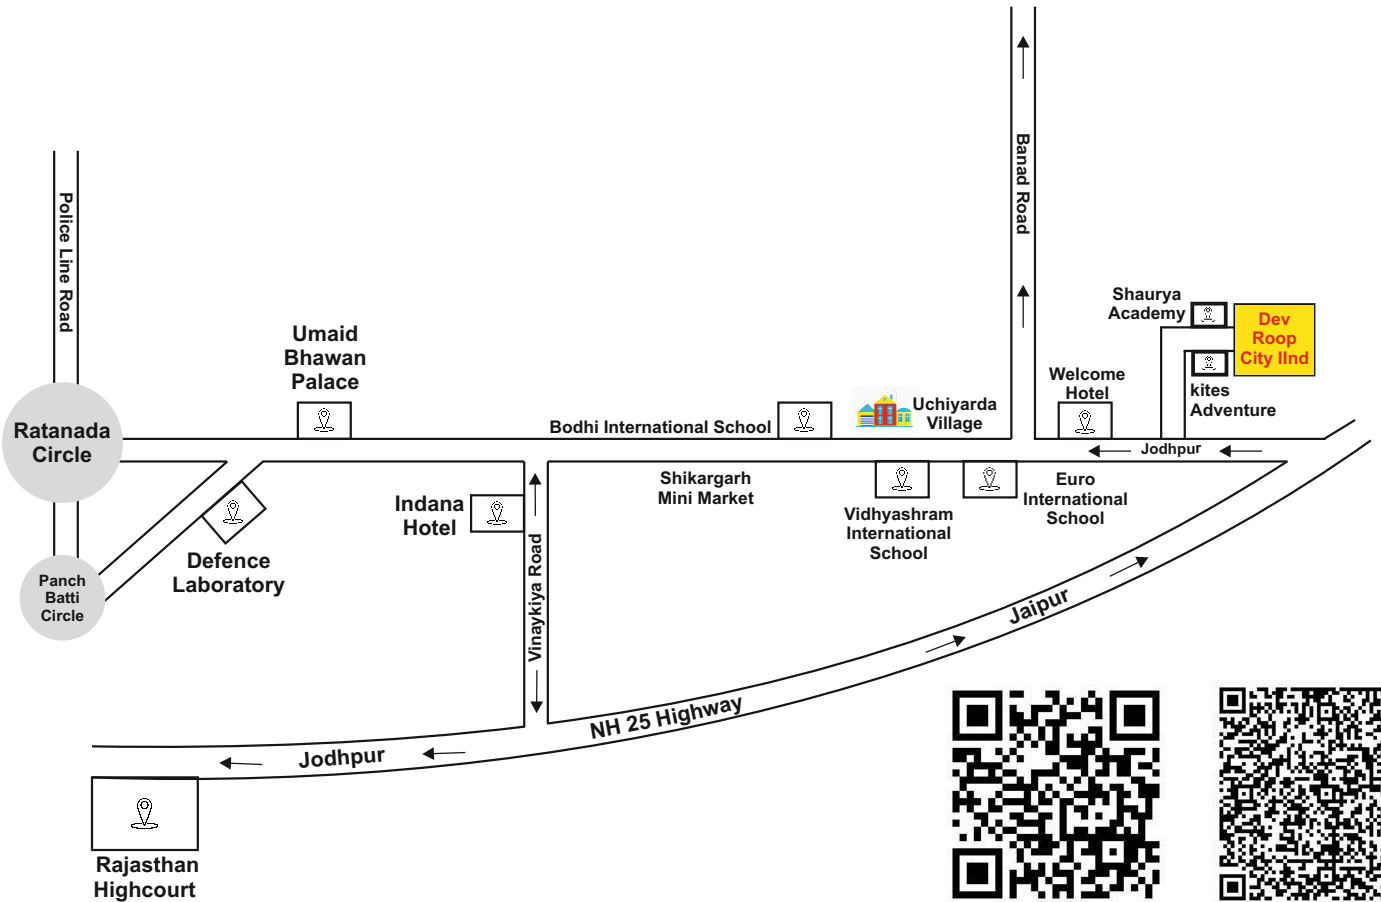 Police Line Road
Ratanada
Circle
Panch
Batti
Circle
Umaid
Bhawan
Palace
Defence
Laboratory
Indana
Hotel
Vinaykiya Road
Bohi International School
Shikargarh
Mini Market
Uchiyarda
Village
Vidhyashram
International
School
Euro
International
School
Banad Road
Welcome
Hotel
Shaurya
Academy
Dev
Roop
City IInd
kites
Adventure
Jodhpur
Jaipur
NH 25 Highway
Jodhpur
Rajasthan
Highcourt